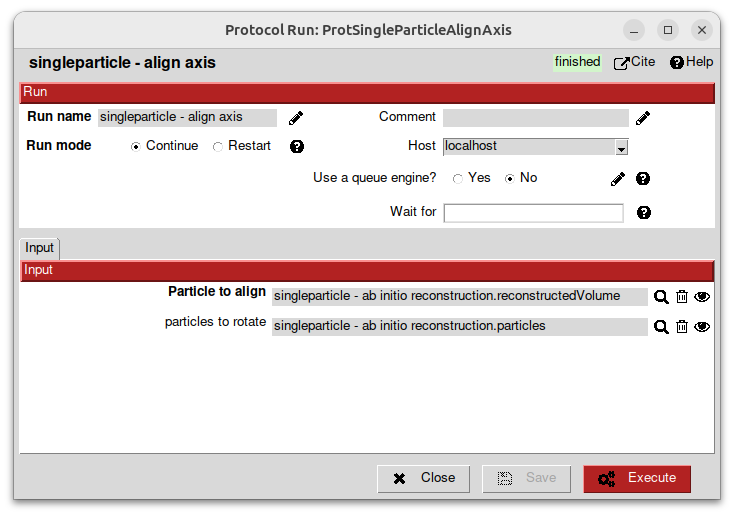 Protocol Run: ProtSingleParticleAlignAxis
singleparticle - align axis
finished
Cite
Help
Run
Run name singleparticle - align axis
Comment
Run mode Continue Restart
Host localhost
Use a queue engine? Yes No
Wait for
Input
Input
Particle to align singleparticle - ab initio reconstruction.reconstructedVolume
particles to rotate singleparticle - ab initio reconstruction.particles
Close Save Execute